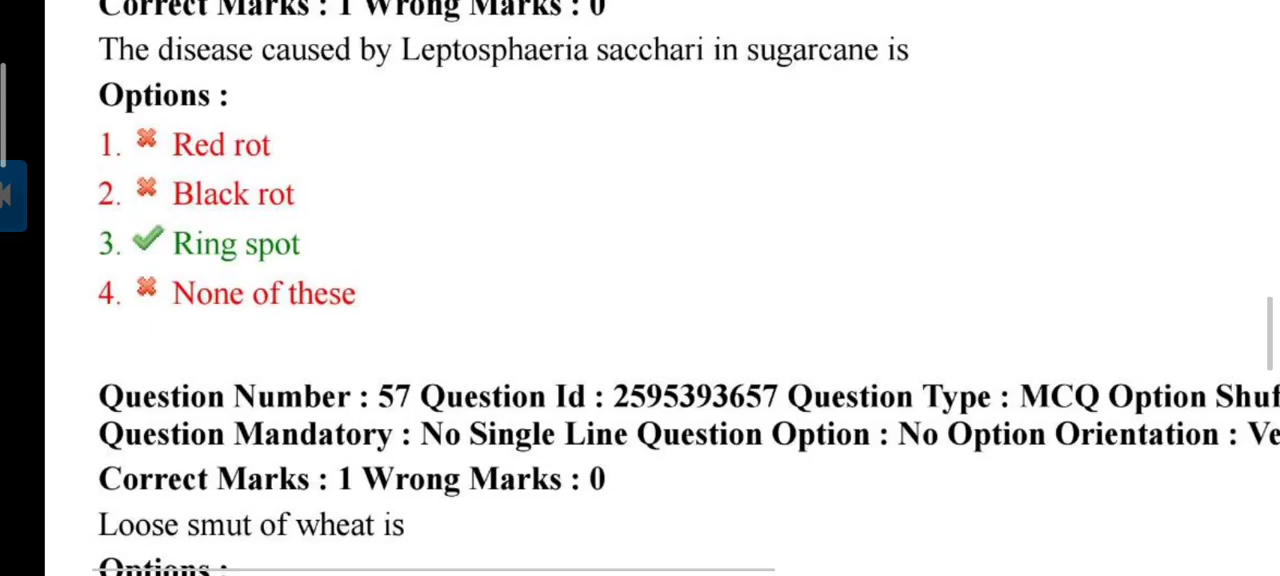 Correct Marks : 1 Wrong Marks : 0
The disease caused by Leptosphaeria sacchari in sugarcane is
Options :
1. Red rot
2. Black rot
3. Ring spot
4. None of these
Question Number : 57 Question Id : 2595393657 Question Type : MCQ Option Shuf
Question Mandatory : No Single Line Question Option : No Option Orientation : Ve
Correct Marks : 1 Wrong Marks : 0
Loose smut of wheat is
Options :